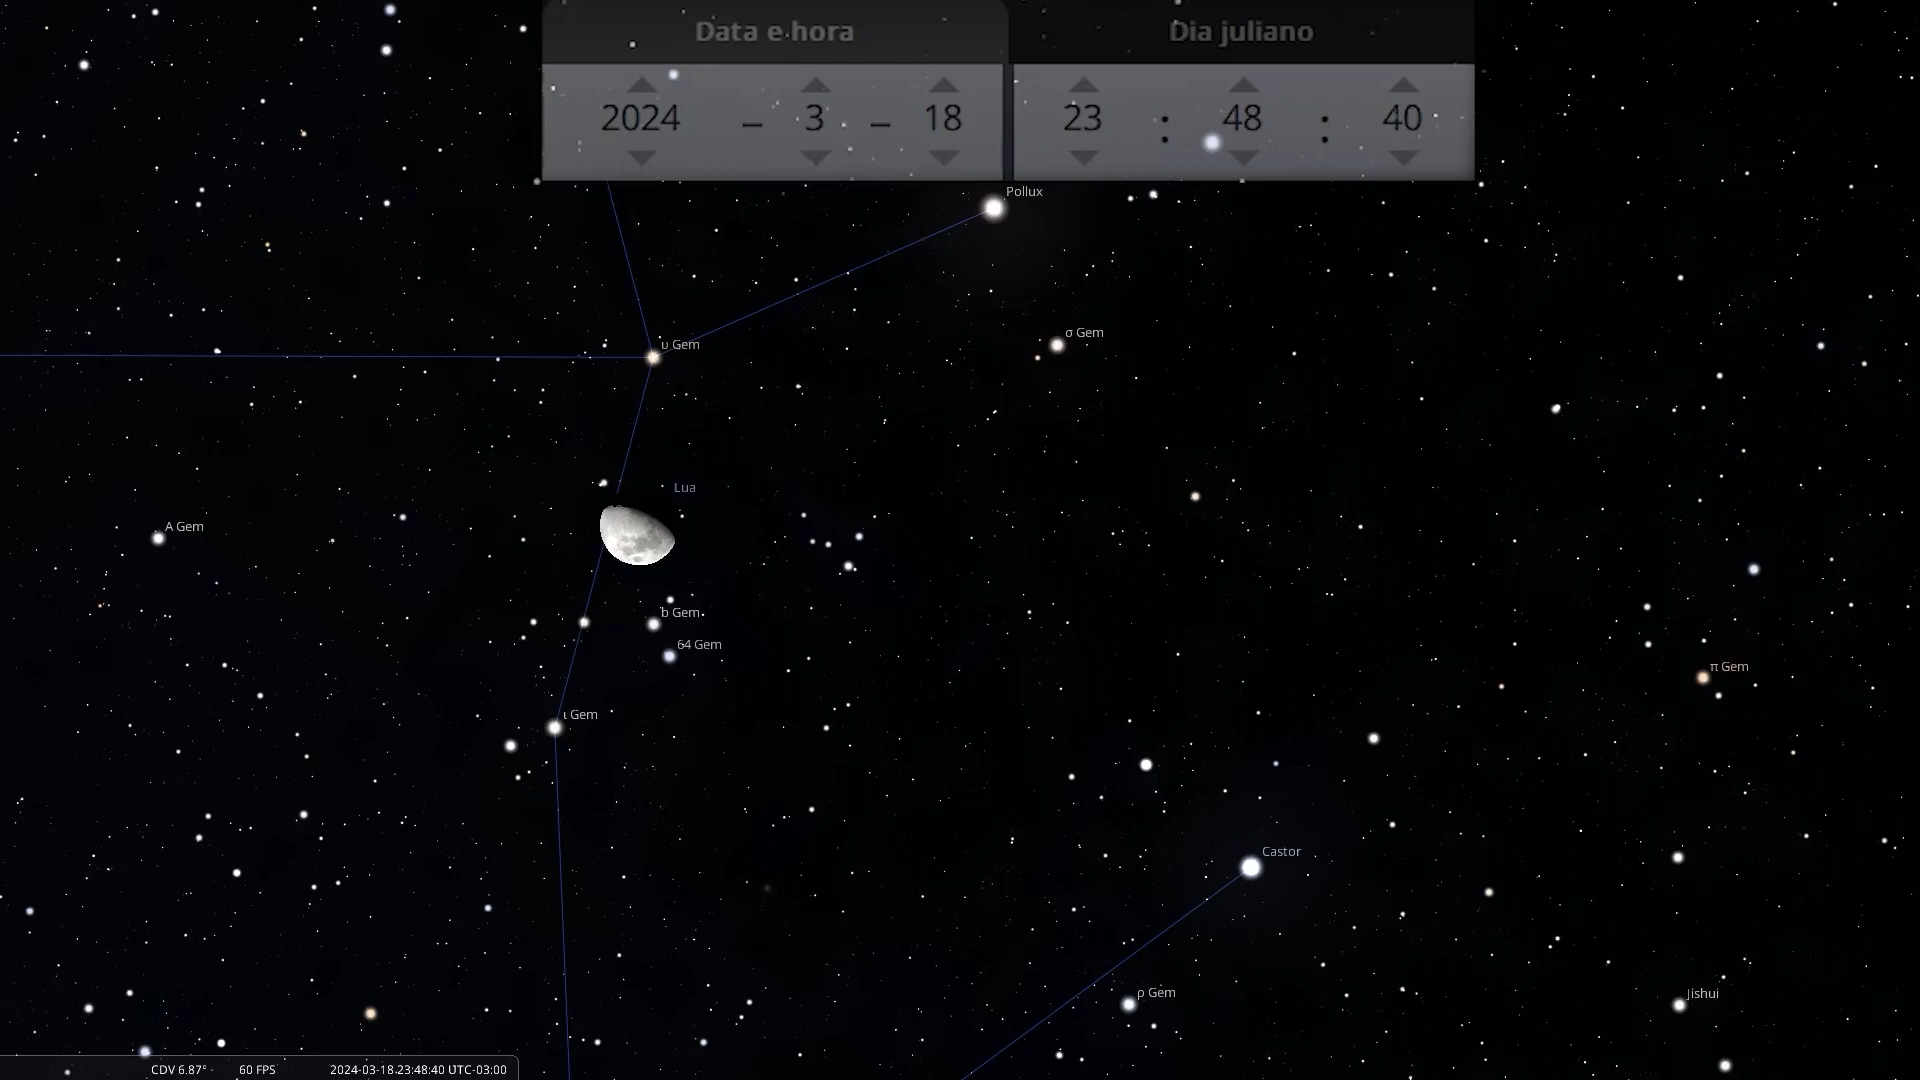 Data e hora
Dia juliano
2024 – 3 – 18
23 : 48 : 40
Pollux
σ Gem
υ Gem
Lua
A Gem
b Gem
64 Gem
π Gem
ι Gem
Castor
ρ Gem
Jishui
CDV 6.87°
60 FPS
2024-03-18 23:48:40 UTC-03:00